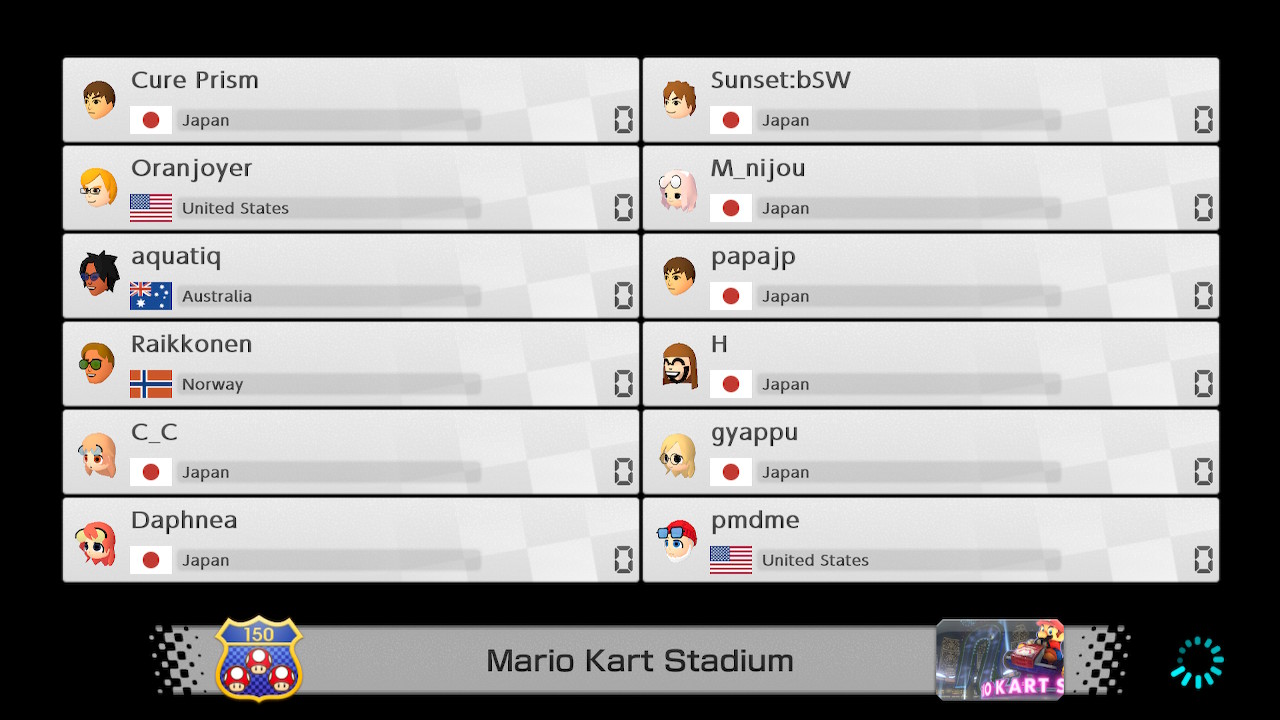 Cure Prism
Japan
0
Oranjoyer
United States
0
aquatiq
Australia
0
Raikkonen
Norway
0
C_C
Japan
0
Daphnea
Japan
0
Sunset:bSW
Japan
0
M_nijou
Japan
0
papajp
Japan
0
H
Japan
0
gyappu
Japan
0
pmdme
United States
0
150
Mario Kart Stadium
IO KART S